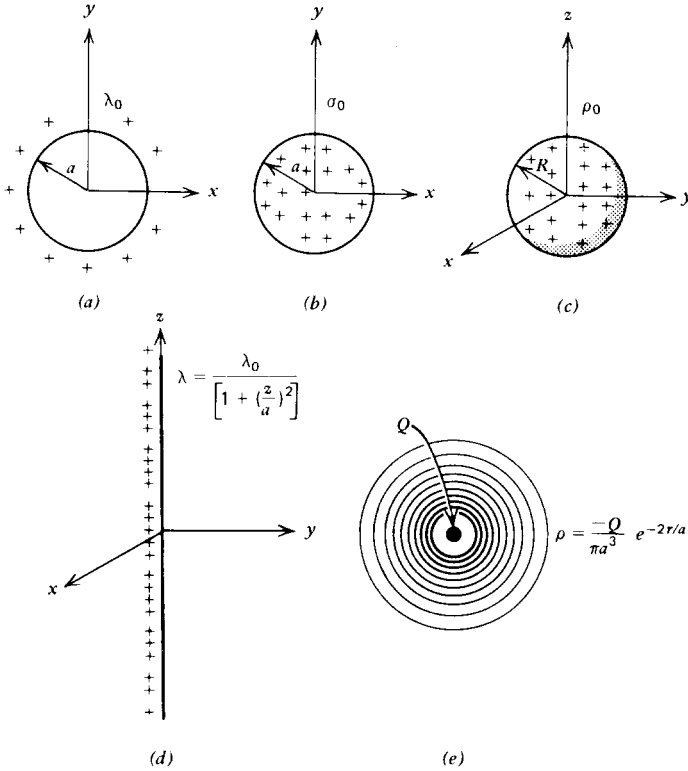 y
λ₀
a
x
(a)
y
σ₀
a
x
(b)
z
ρ₀
R
y
x
(c)
z
λ = λ₀ / [1 + (z/a)²]
y
x
(d)
Q
ρ = −Q / πa³ e^{−2r/a}
(e)